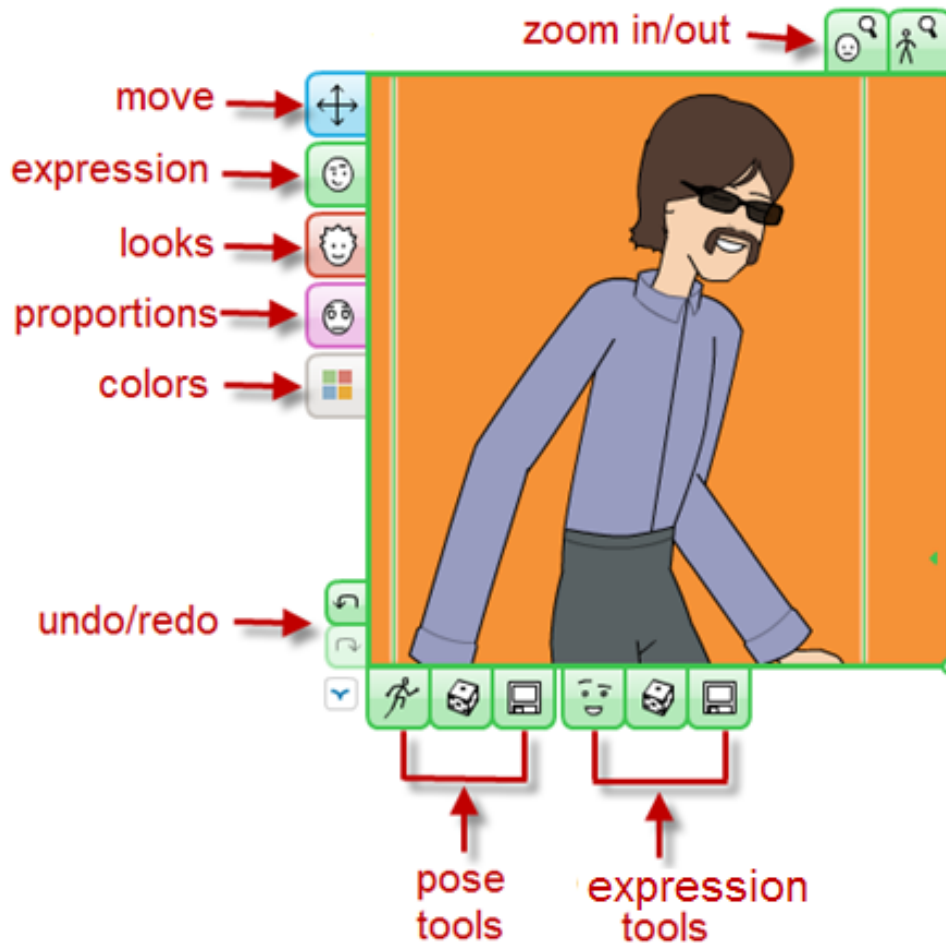 zoom in/out
move
expression
looks
proportions
colors
undo/redo
pose
tools
expression
tools